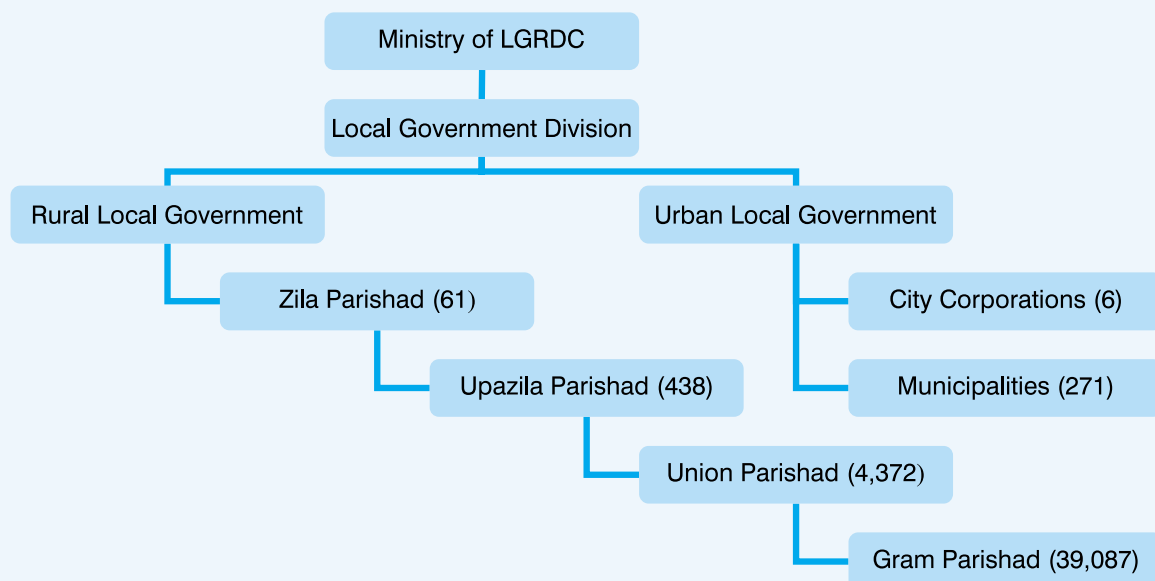 Ministry of LGRDC
Local Government Division
Rural Local Government
Urban Local Government
Zila Parishad (61)
City Corporations (6)
Upazila Parishad (438)
Municipalities (271)
Union Parishad (4,372)
Gram Parishad (39,087)